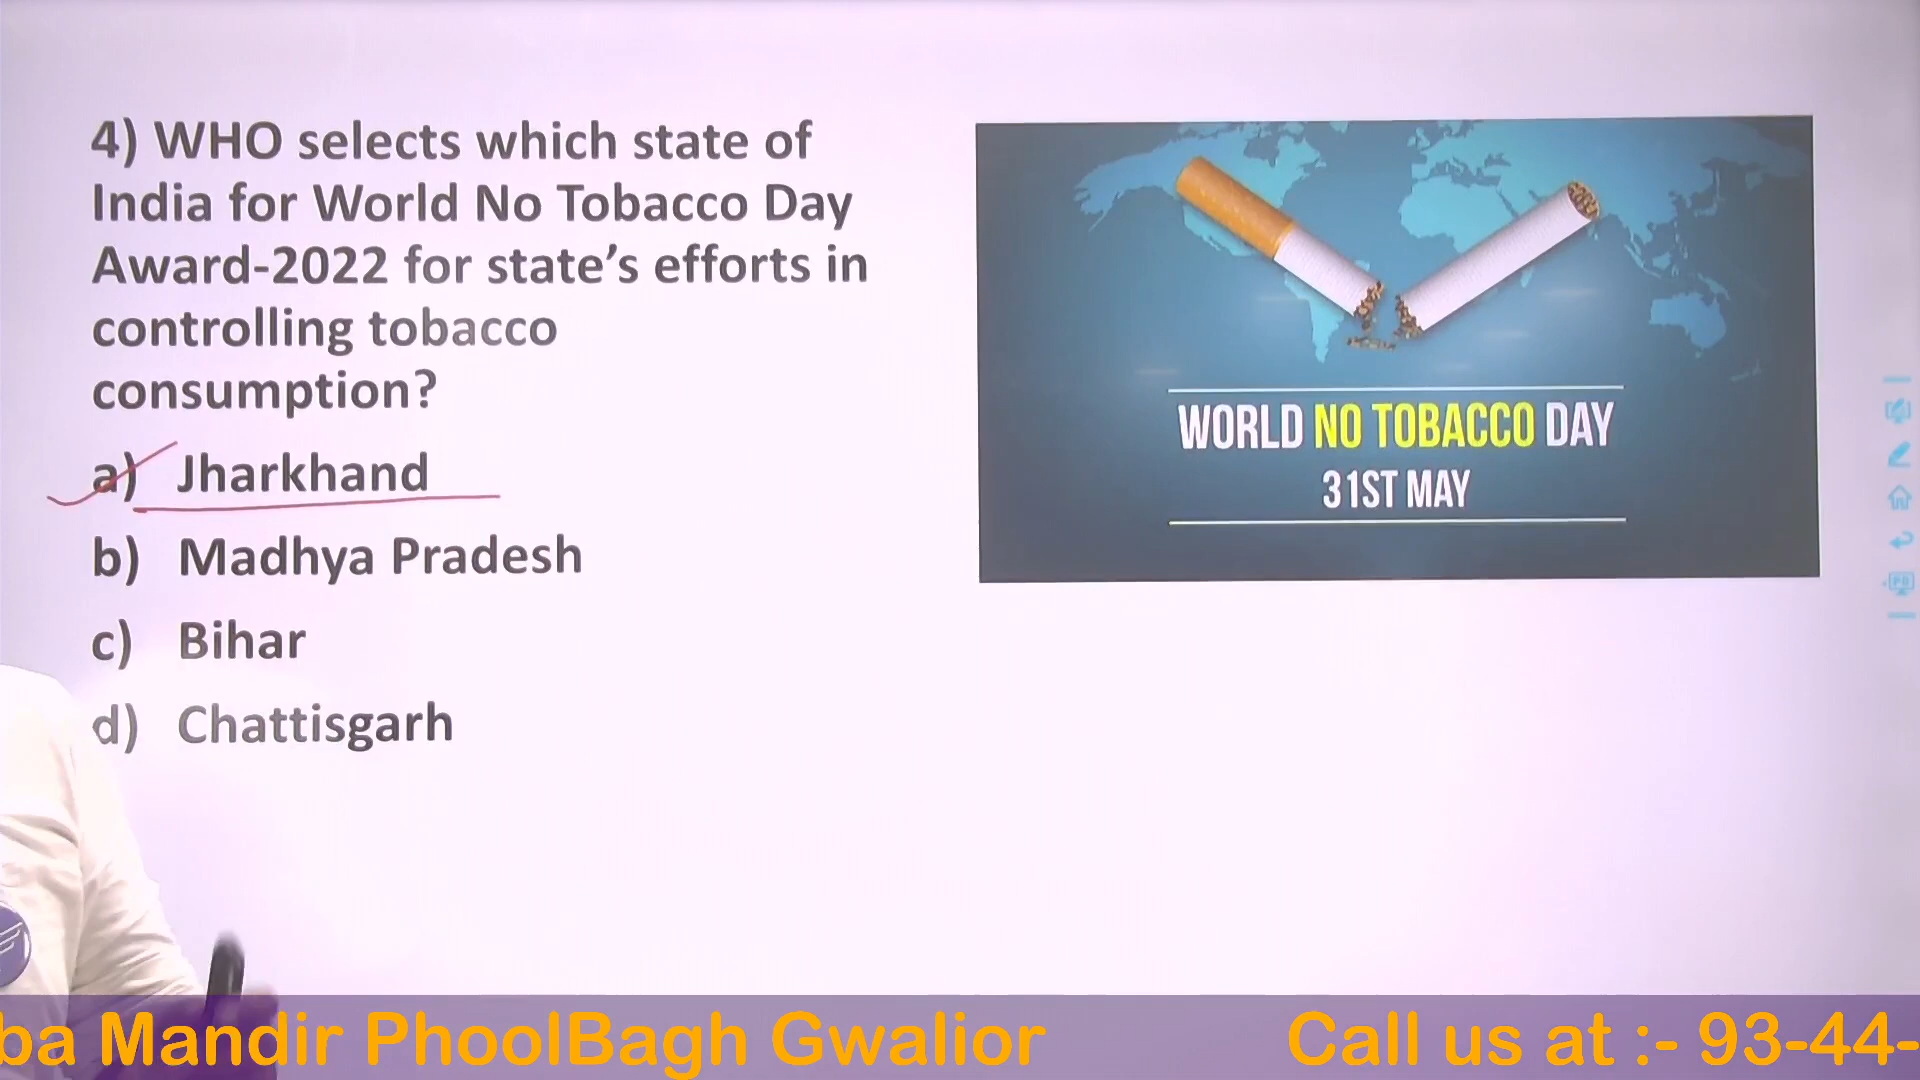 4) WHO selects which state of
India for World No Tobacco Day
Award-2022 for state’s efforts in
controlling tobacco
consumption?
a) Jharkhand
b) Madhya Pradesh
c) Bihar
d) Chattisgarh
WORLD NO TOBACCO DAY
31ST MAY
ba Mandir PhoolBagh Gwalior Call us at :- 93-44-